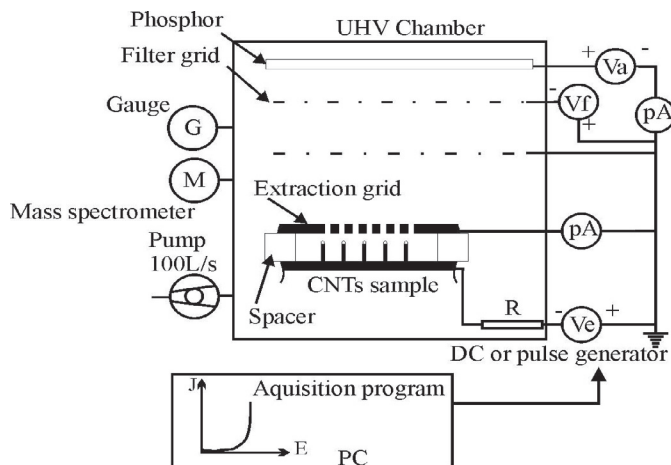 Phosphor
UHV Chamber
Filter grid
+
Va
-
Gauge
-
Vf
+
pA
G
M
Extraction grid
Mass spectrometer
pA
Pump
100L/s
CNTs sample
Spacer
R
-
Ve
+
DC or pulse generator
J
Aquisition program
E
PC